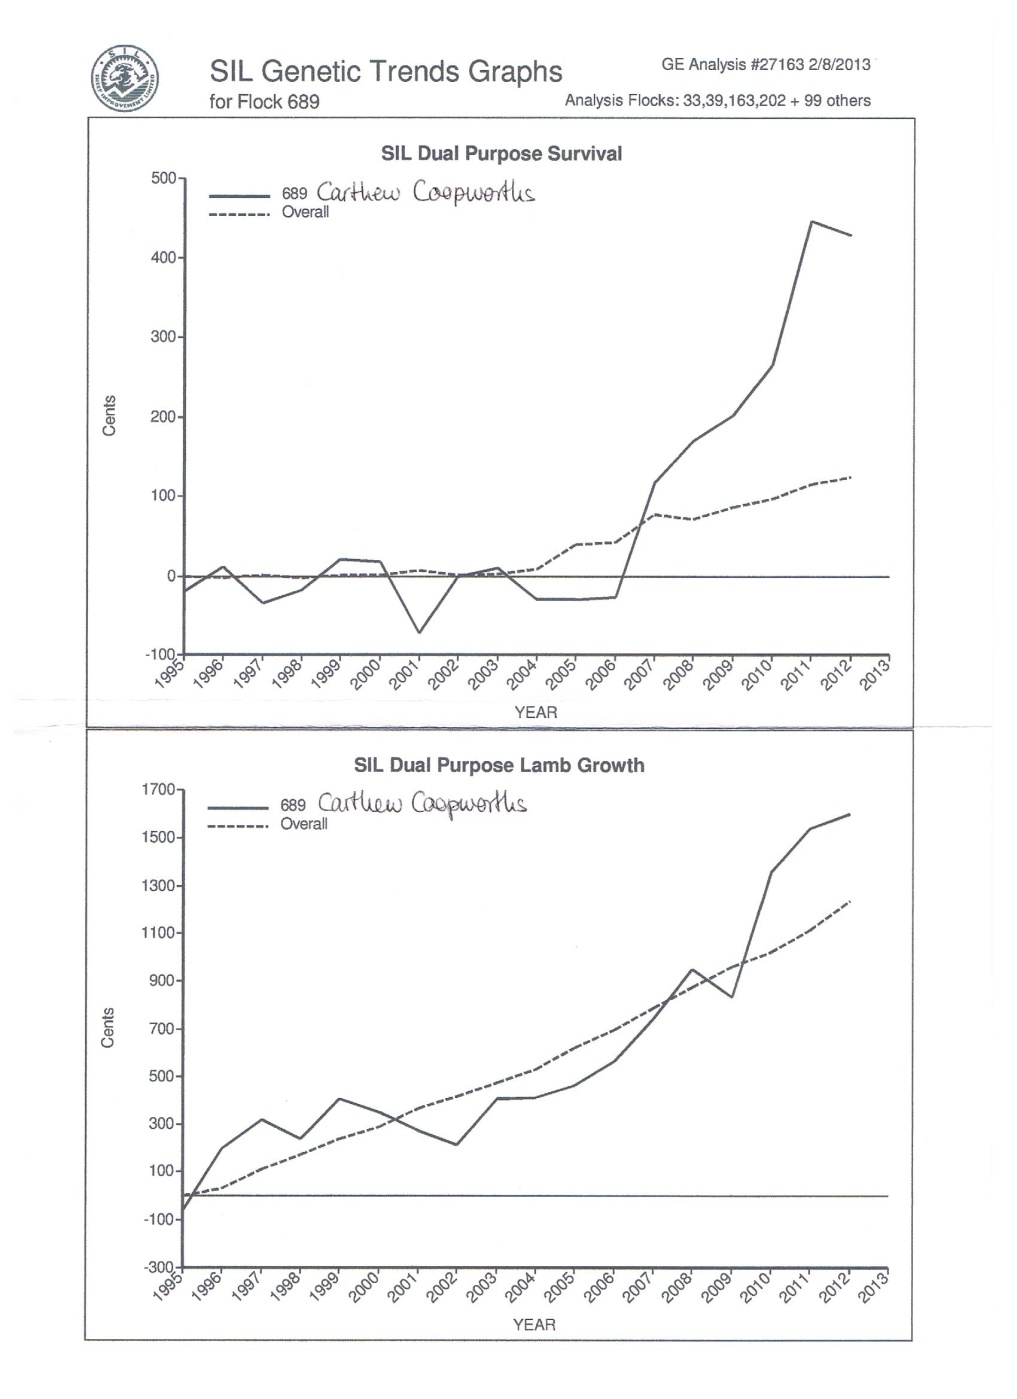 S I L
SHEEP IMPROVEMENT LIMITED
SIL Genetic Trends Graphs
for Flock 689
GE Analysis #27163 2/8/2013
Analysis Flocks: 33,39,163,202 + 99 others
SIL Dual Purpose Survival
689 Carthew Coopworths
Overall
500
400
300
200
100
0
-100
Cents
1995 1996 1997 1998 1999 2000 2001 2002 2003 2004 2005 2006 2007 2008 2009 2010 2011 2012 2013
YEAR
SIL Dual Purpose Lamb Growth
689 Carthew Coopworths
Overall
1700
1500
1300
1100
900
700
500
300
100
-100
-300
Cents
1995 1996 1997 1998 1999 2000 2001 2002 2003 2004 2005 2006 2007 2008 2009 2010 2011 2012 2013
YEAR